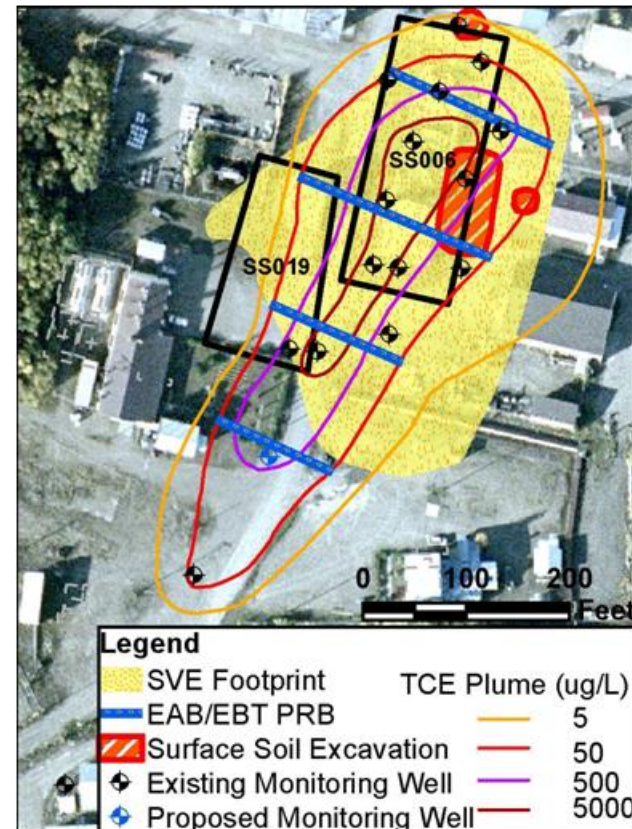 SS006
SS019
0 100 200
Feet
Legend
SVE Footprint
EAB/EBT PRB
Surface Soil Excavation
Existing Monitoring Well
Proposed Monitoring Well
TCE Plume (ug/L)
5
50
500
5000